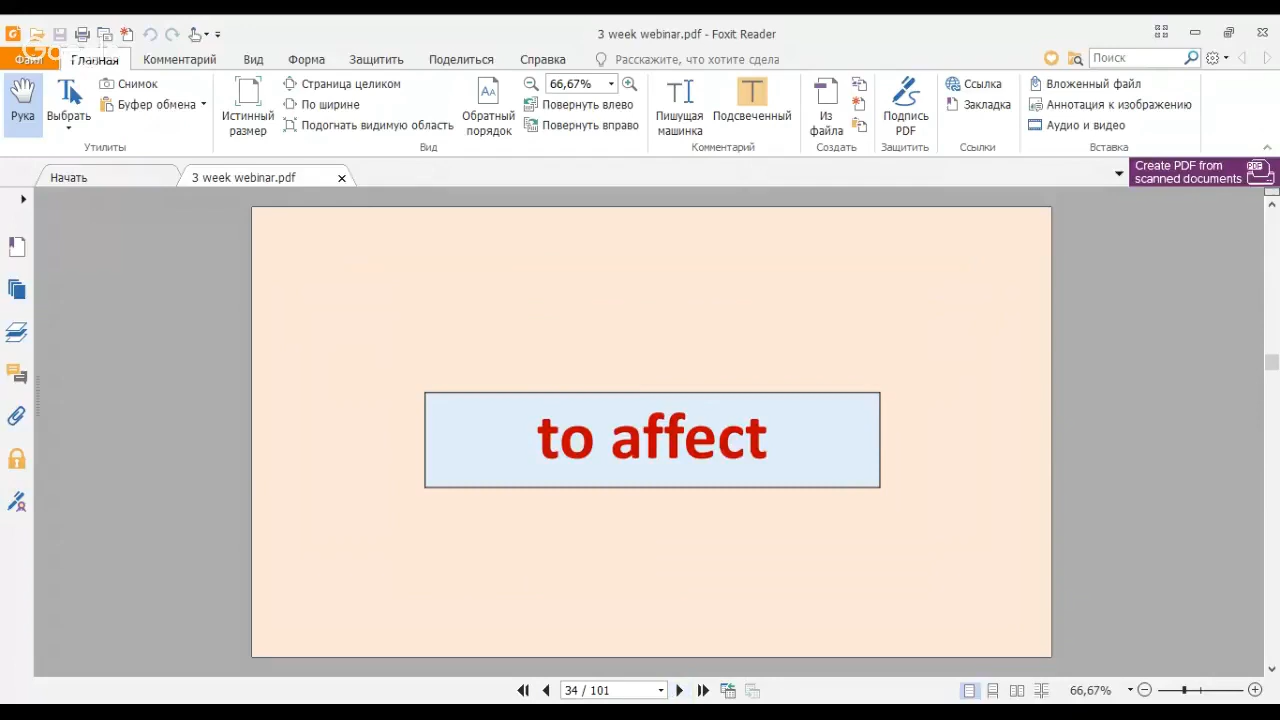 3 week webinar.pdf - Foxit Reader
Файл Главная Комментарий Вид Форма Защитить Поделиться Справка Расскажите, что хотите сдела Поиск
Рука
Выбрать
Снимок
Буфер обмена
Утилиты
Истинный размер
Страница целиком
По ширине
Подогнать видимую область
Обратный порядок
66,67%
Повернуть влево
Повернуть вправо
Вид
Пишущая машинка
Подсвеченный
Комментарий
Из файла
Создать
Подпись PDF
Защитить
Ссылка
Закладка
Ссылки
Вложенный файл
Аннотация к изображению
Аудио и видео
Вставка
Начать
3 week webinar.pdf
Create PDF from
scanned documents
PDF
to affect
34 / 101
66,67%